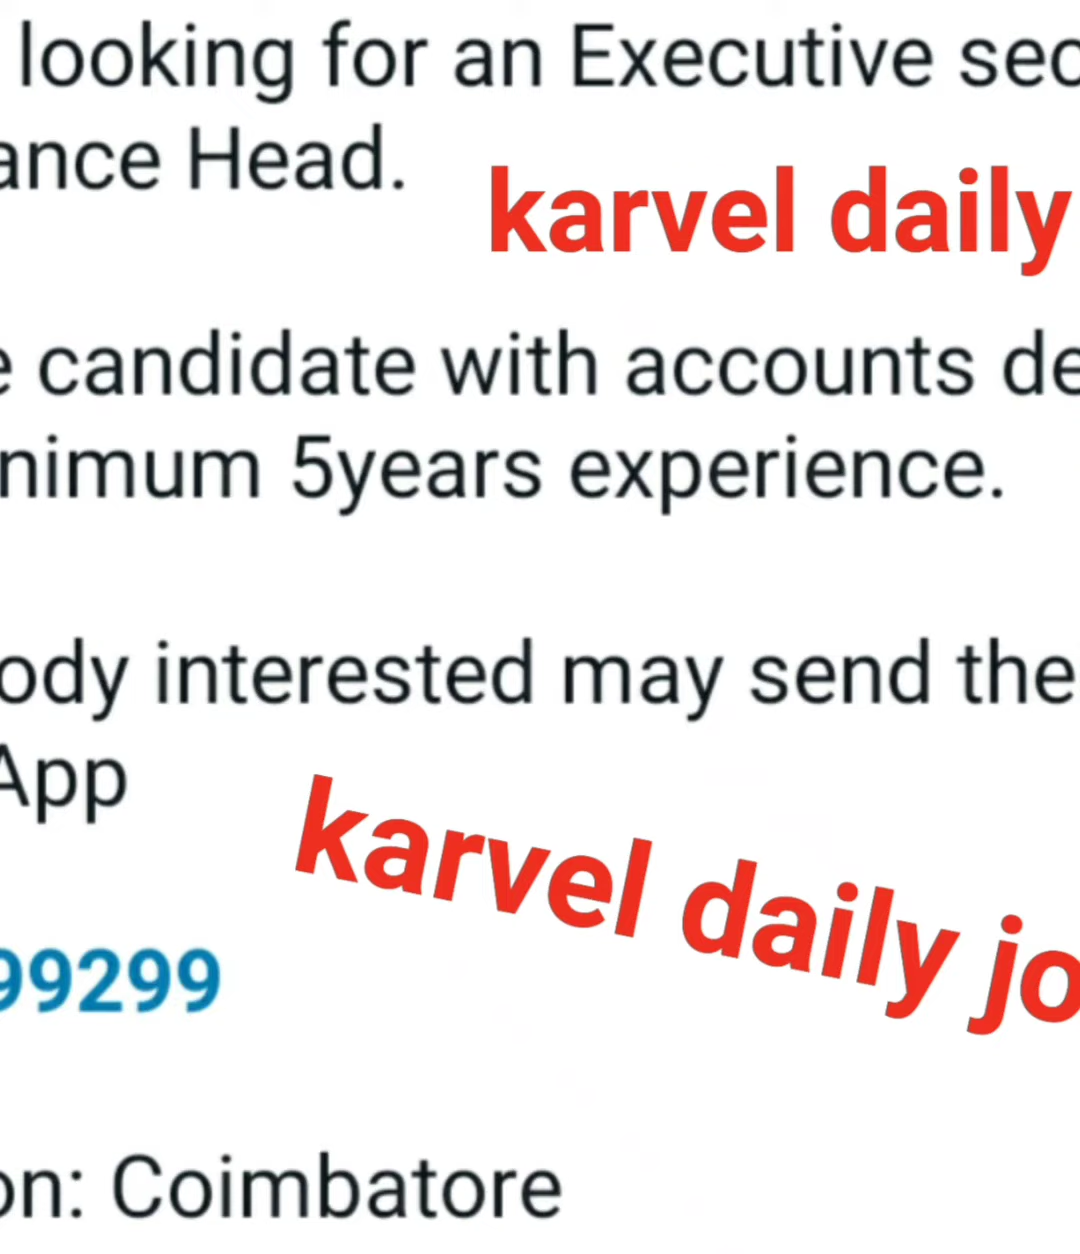 looking for an Executive sec
ance Head.
karvel daily
e candidate with accounts de
nimum 5years experience.
ody interested may send the
App
karvel daily jo
99299
on: Coimbatore